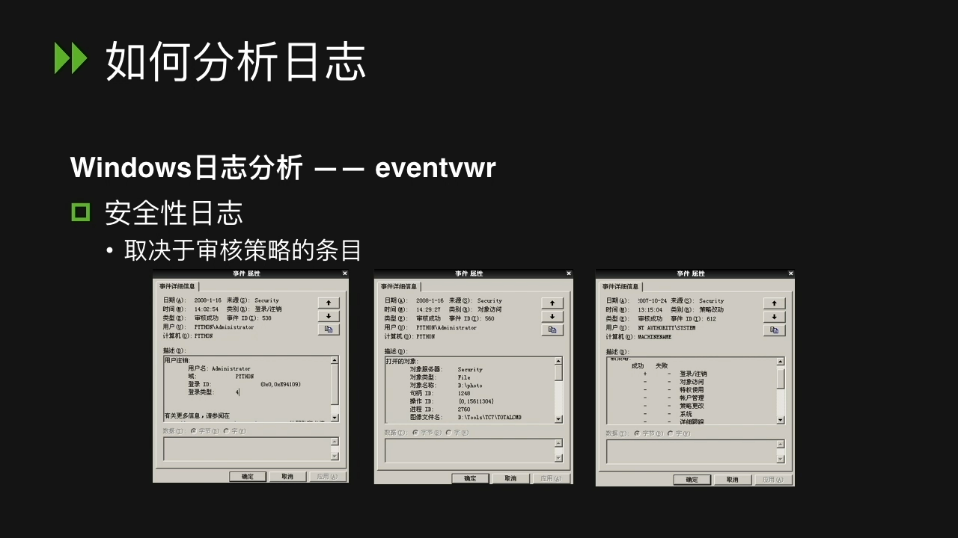 如何分析日志
Windows日志分析 —— eventvwr
安全性日志
• 取决于审核策略的条目
事件 属性
事件详细信息
日期(A): 2008-1-16 来源(S): Security
时间(M): 14:02:54 类别(R): 登录/注销
类型(E): 审核成功 事件 ID(I): 538
用户(U): PYTHON\Administrator
计算机(O): PYTHON
描述(D):
用户注销:
用户名: Administrator
域: PYTHON
登录 ID:
登录类型: 4
有关更多信息，请参阅在
数据(T): 字节(B) 字(W)
确定 取消 应用(A)
事件 属性
事件详细信息
日期(A): 2008-1-16 来源(S): Security
时间(M): 14:29:27 类别(R): 对象访问
类型(E): 审核成功 事件 ID(I): 560
用户(U): PYTHON\Administrator
计算机(O): PYTHON
描述(D):
打开的对象:
对象服务器: Security
对象类型: File
对象名称: D:\photo
句柄 ID: 1248
操作 ID: {0,15611304}
进程 ID: 2760
图像文件名: D:\Tools\TC7\TOTALCMD
数据(T): 字节(B) 字(W)
确定 取消 应用(A)
事件 属性
事件详细信息
日期(A): 2007-10-24 来源(S): Security
时间(M): 13:15:04 类别(R): 策略改动
类型(E): 审核成功 事件 ID(I): 612
用户(U): NT AUTHORITY\SYSTEM
计算机(O): MACHINENAME
描述(D):
成功 失败
+ - 登录/注销
- - 对象访问
- - 特权使用
- - 帐户管理
- - 策略更改
- - 系统
- - 详细跟踪
数据(T): 字节(B) 字(W)
确定 取消 应用(A)